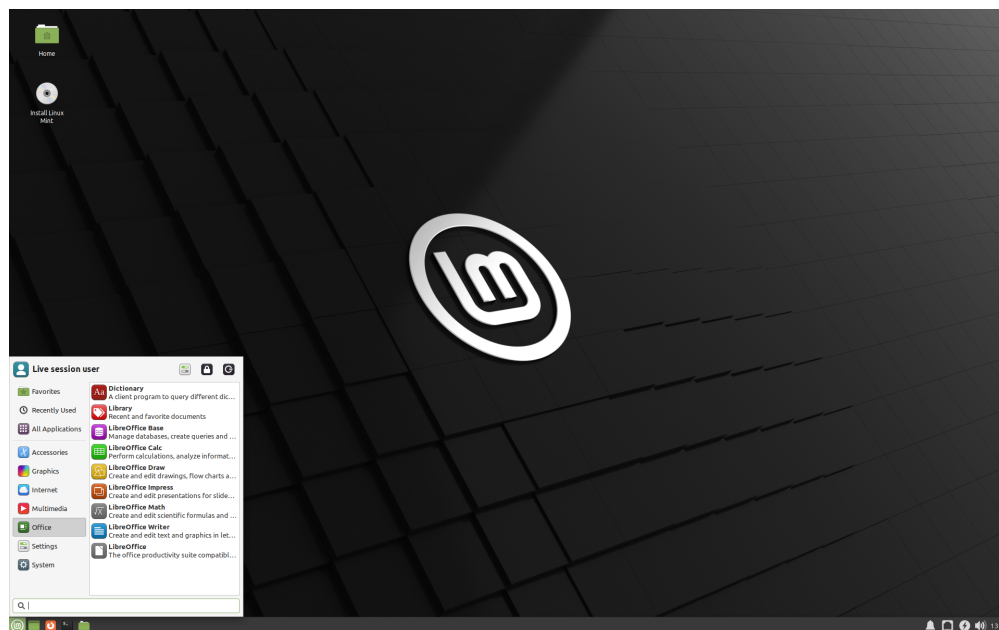 Home
Install Linux
Mint
Live session user
Favorites
Recently Used
All Applications
Accessories
Graphics
Internet
Multimedia
Office
Settings
System
Dictionary
A client program to query different dic...
Library
Recent and favorite documents
LibreOffice Base
Manage databases, create queries and ...
LibreOffice Calc
Perform calculations, analyze informat...
LibreOffice Draw
Create and edit drawings, flow charts a...
LibreOffice Impress
Create and edit presentations for slide...
LibreOffice Math
Create and edit scientific formulas and ...
LibreOffice Writer
Create and edit text and graphics in let...
LibreOffice
The office productivity suite compatibl...
13